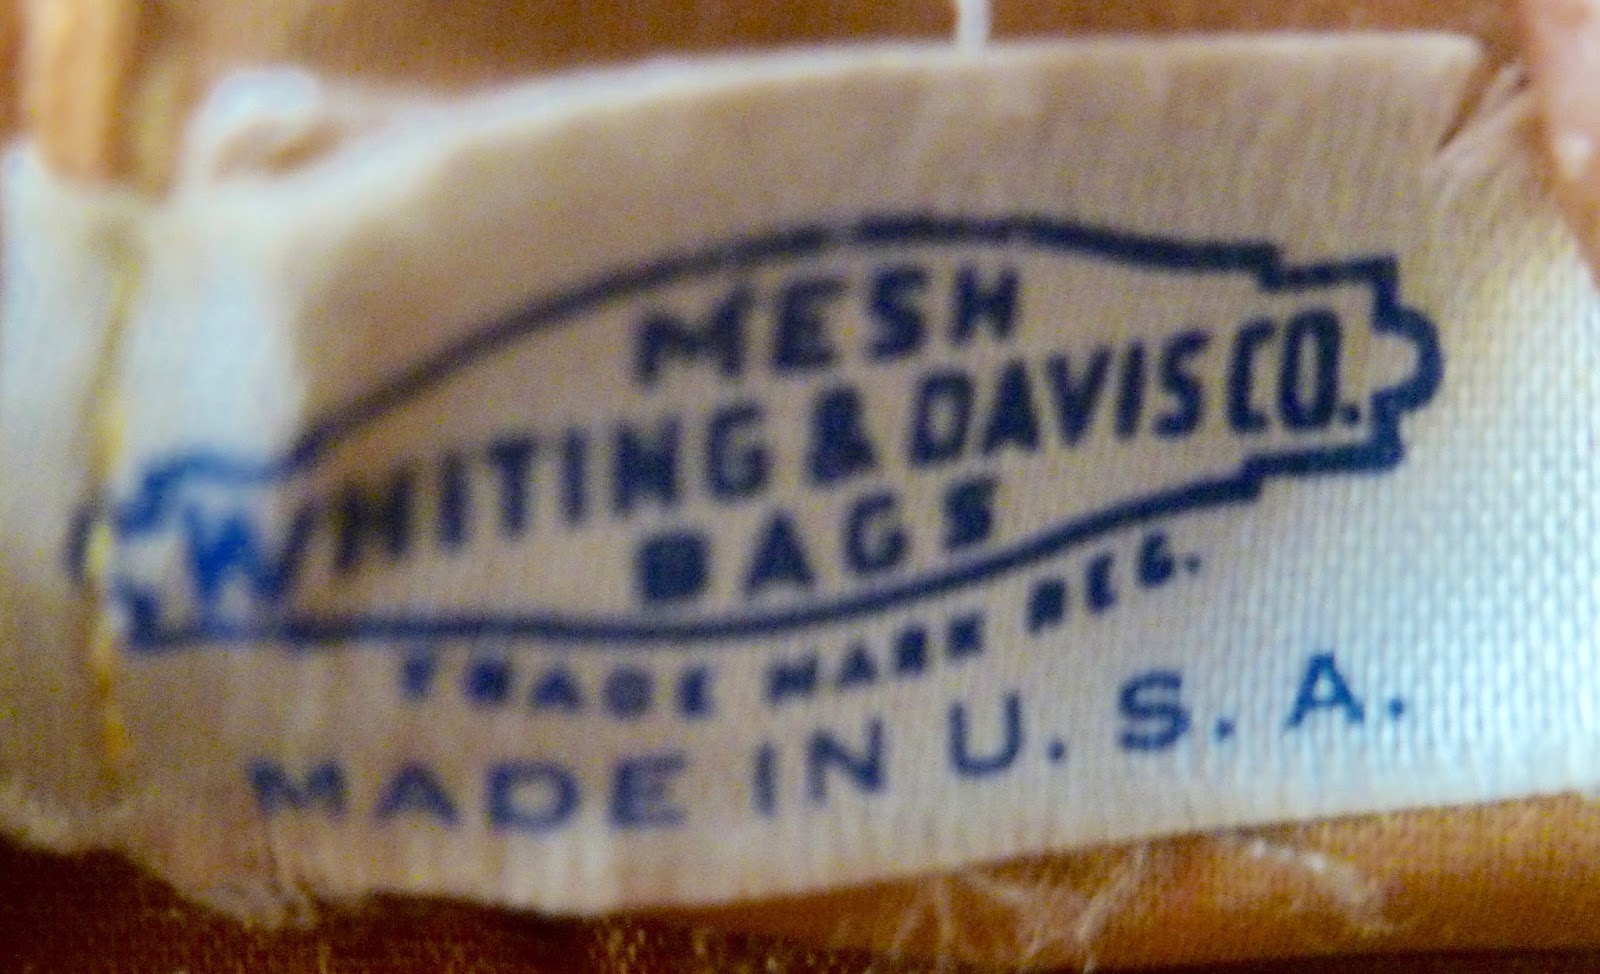 MESH
WHITING & DAVIS CO.
BAGS
TRADE MARK REG.
MADE IN U. S. A.